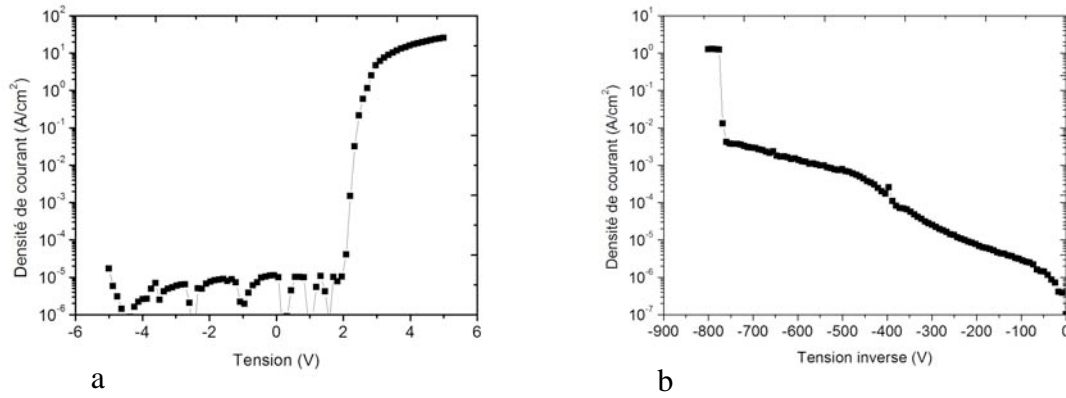 10²
10¹
10⁰
10⁻¹
10⁻²
10⁻³
10⁻⁴
10⁻⁵
10⁻⁶
Densité de courant (A/cm²)
-6 -4 -2 0 2 4 6
Tension (V)
a
10¹
10⁰
10⁻¹
10⁻²
10⁻³
10⁻⁴
10⁻⁵
10⁻⁶
10⁻⁷
Densité de courant (A/cm²)
-900 -800 -700 -600 -500 -400 -300 -200 -100 0
Tension inverse (V)
b